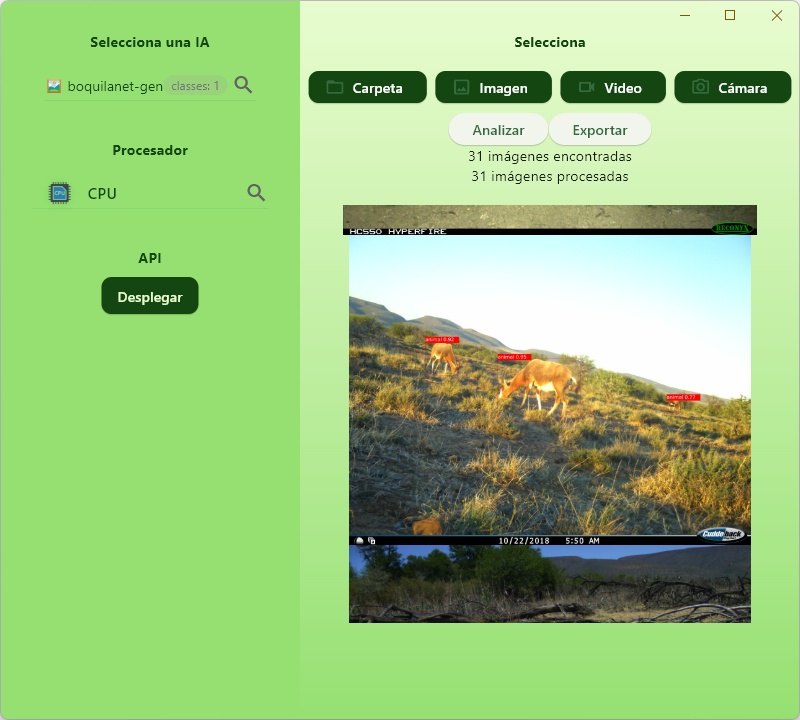 Selecciona una IA
boquilanet-gen classes: 1
Procesador
CPU
API
Desplegar
Selecciona
Carpeta Imagen Video Cámara
Analizar Exportar
31 imágenes encontradas
31 imágenes procesadas
HC550 HYPERFIRE RECONYX
animal 0.92
animal 0.95
animal 0.77
Cuddeback
10/22/2018 5:50 AM